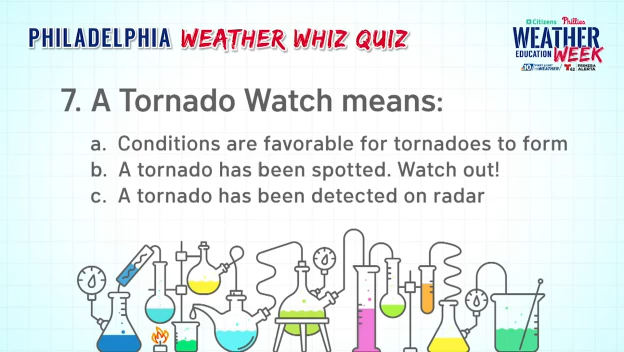 PHILADELPHIA WEATHER WHIZ QUIZ
Citizens Phillies
WEATHER
EDUCATION WEEK
7. A Tornado Watch means:
a. Conditions are favorable for tornadoes to form
b. A tornado has been spotted. Watch out!
c. A tornado has been detected on radar